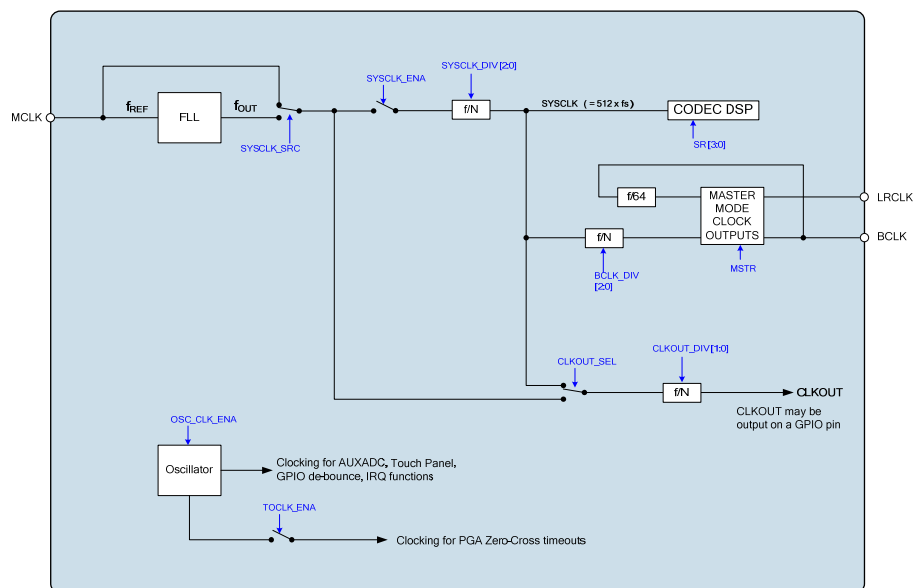 SYSCLK_ENA
SYSCLK_DIV[2:0]
MCLK
fREF
FLL
fOUT
SYSCLK_SRC
f/N
SYSCLK (= 512 x fs)
CODEC DSP
SR[3:0]
f/64
MASTER
MODE
CLOCK
OUTPUTS
LRCLK
BCLK
f/N
BCLK_DIV
[2:0]
MSTR
CLKOUT_SEL
CLKOUT_DIV[1:0]
f/N
CLKOUT
CLKOUT may be
output on a GPIO pin
OSC_CLK_ENA
Oscillator
Clocking for AUXADC, Touch Panel,
GPIO de-bounce, IRQ functions
TOCLK_ENA
Clocking for PGA Zero-Cross timeouts